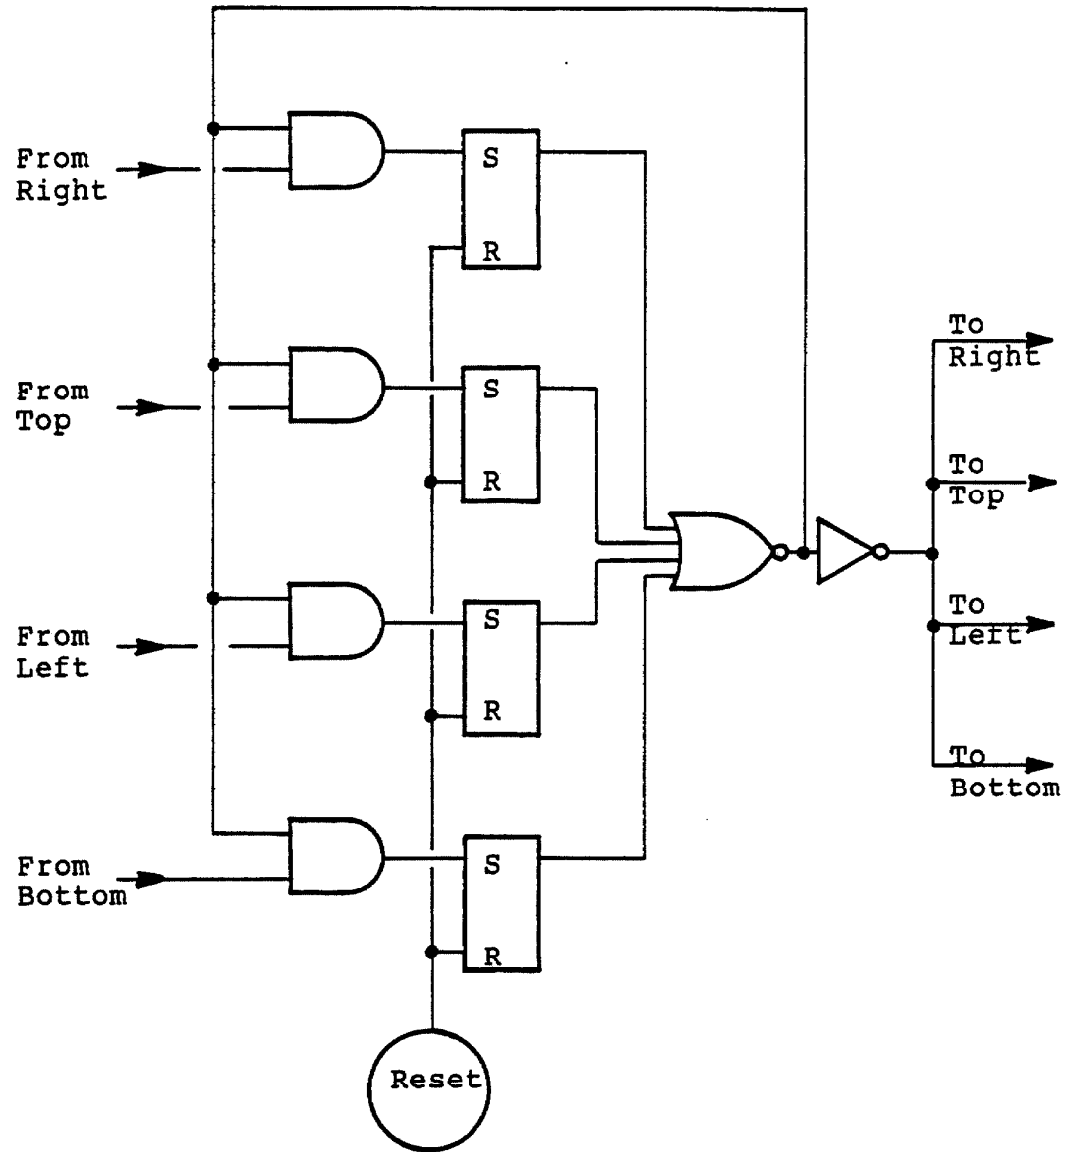 From
Right
S
R
To
Right
From
Top
S
R
To
Top
From
Left
S
R
To
Left
To
Bottom
From
Bottom
S
R
Reset